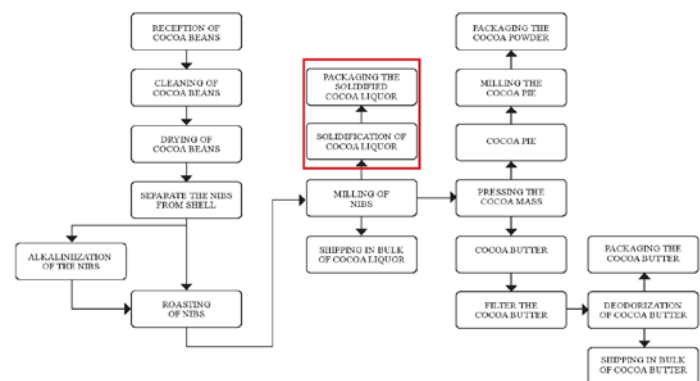 RECEPTION OF
COCOA BEANS
CLEANING OF
COCOA BEANS
DRYING OF
COCOA BEANS
SEPARATE THE NIBS
FROM SHELL
ALKALINIIZATION
OF THE NIBS
ROASTING
OF NIBS
PACKAGING THE
SOLIDIFIED
COCOA LIQUOR
SOLIDIFICATION OF
COCOA LIQUOR
MILLING OF
NIBS
SHIPPING IN BULK
OF COCOA LIQUOR
PACKAGING THE
COCOA POWDER
MILLING THE
COCOA PIE
COCOA PIE
PRESSING THE
COCOA MASS
COCOA BUTTER
FILTER THE
COCOA BUTTER
PACKAGING THE
COCOA BUTTER
DEODORIZATION
OF COCOA BUTTER
SHIPPING IN BULK
OF COCOA BUTTER